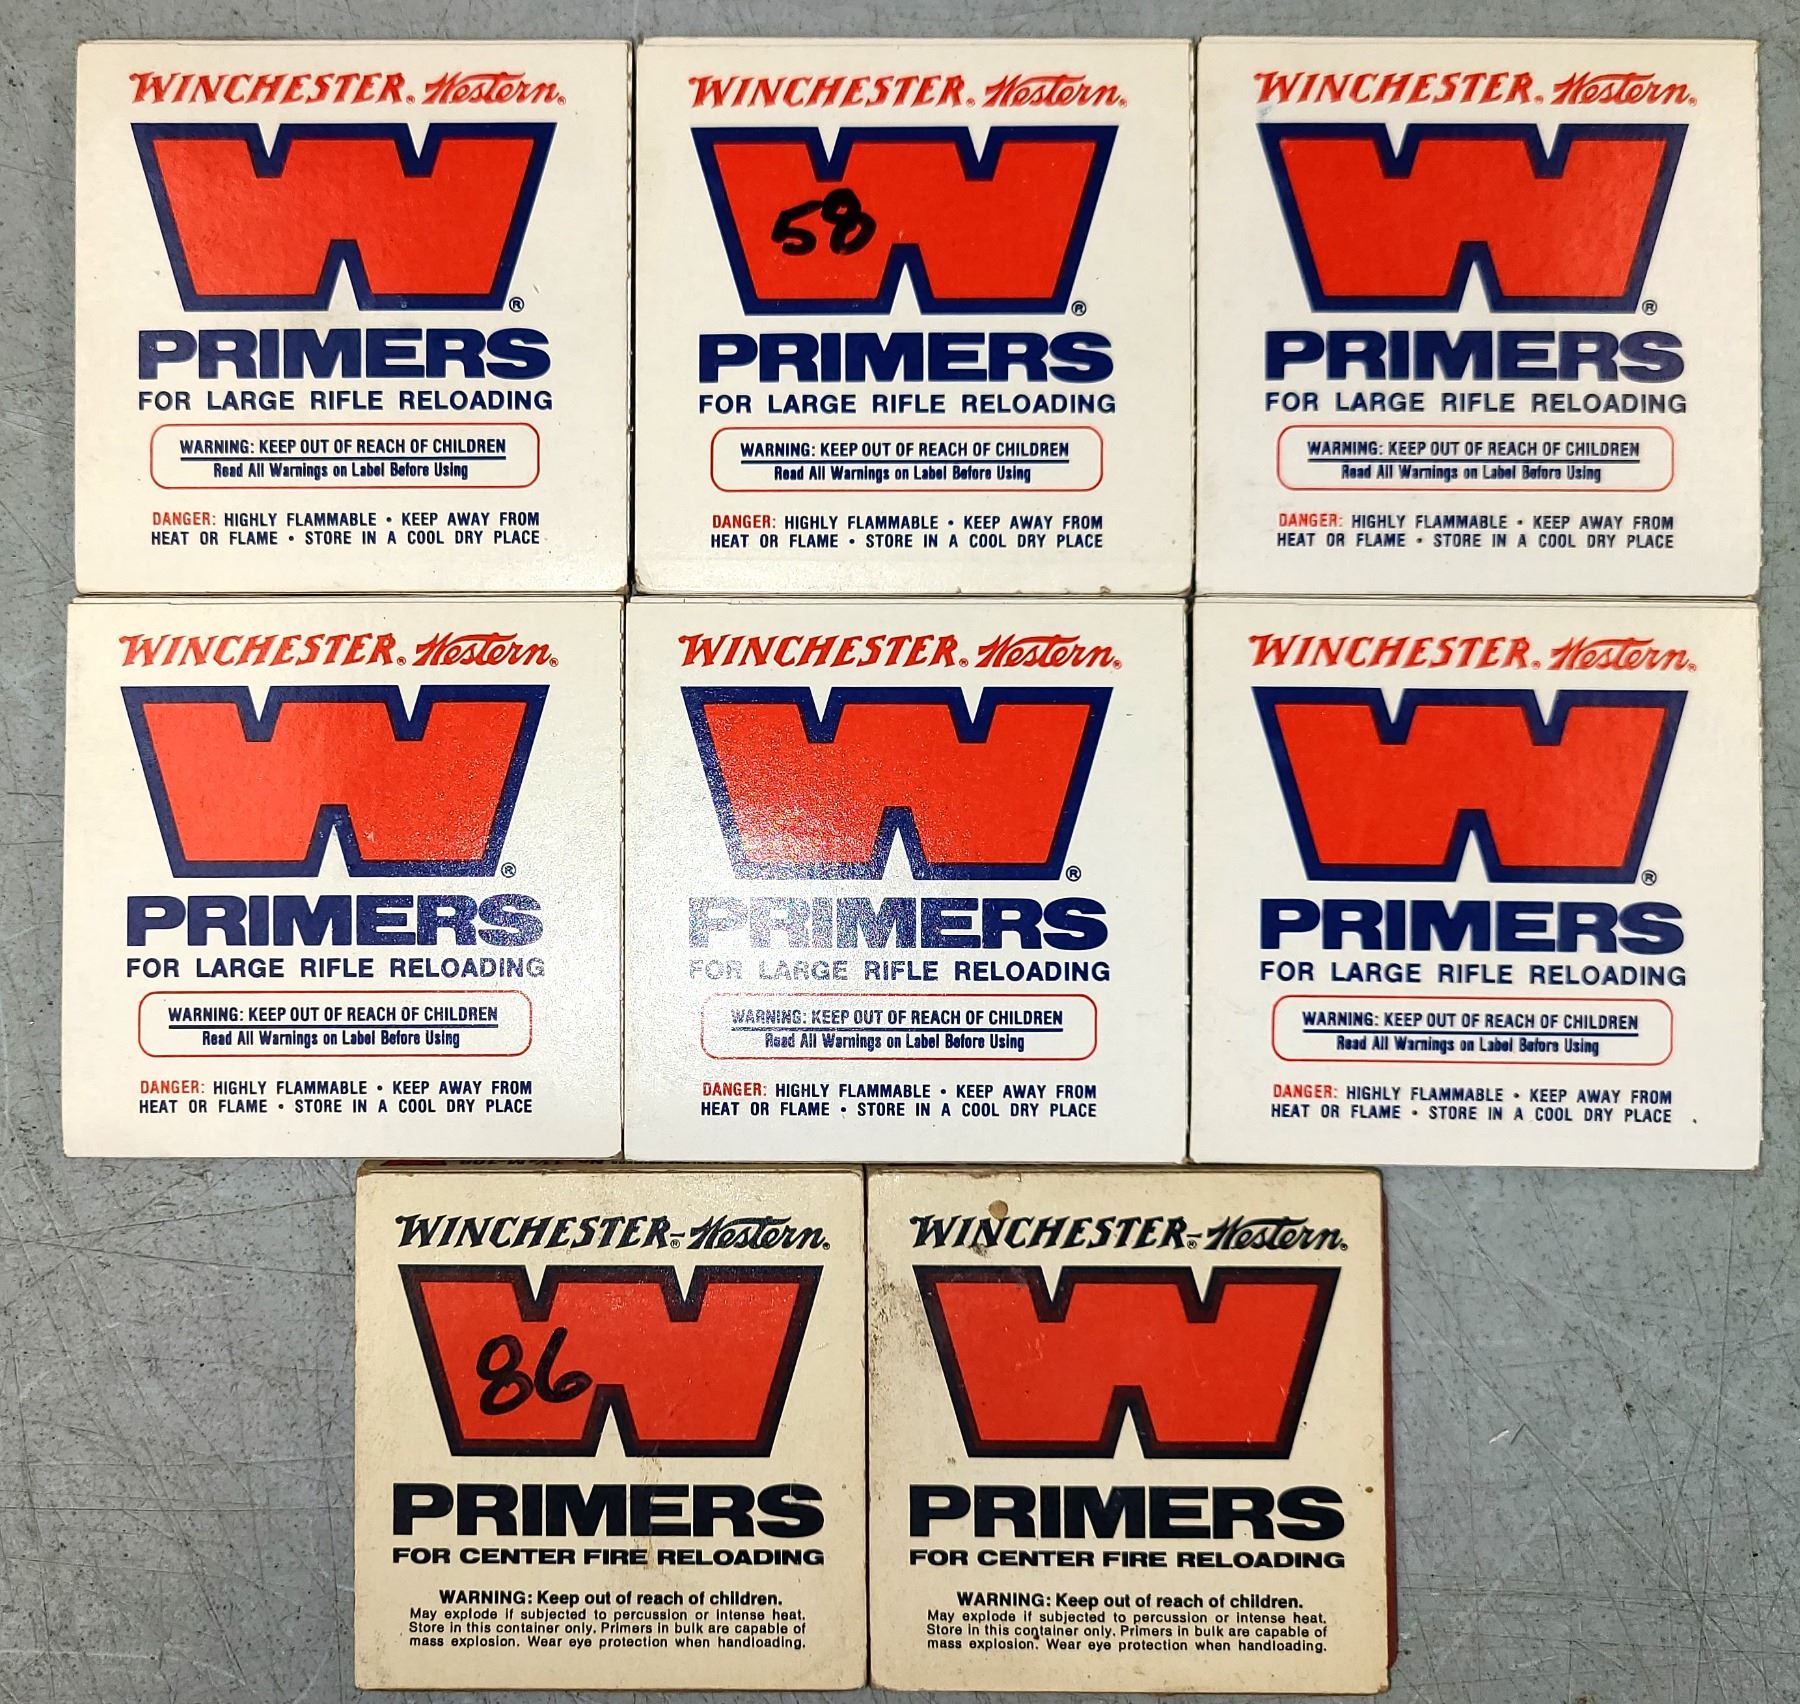 WINCHESTER® Western®
W
58
®
PRIMERS
FOR LARGE RIFLE RELOADING
WARNING: KEEP OUT OF REACH OF CHILDREN
Read All Warnings on Label Before Using
DANGER: HIGHLY FLAMMABLE • KEEP AWAY FROM
HEAT OR FLAME • STORE IN A COOL DRY PLACE
WINCHESTER® Western®
W
®
PRIMERS
FOR LARGE RIFLE RELOADING
WARNING: KEEP OUT OF REACH OF CHILDREN
Read All Warnings on Label Before Using
DANGER: HIGHLY FLAMMABLE • KEEP AWAY FROM
HEAT OR FLAME • STORE IN A COOL DRY PLACE
WINCHESTER® Western®
W
®
PRIMERS
FOR LARGE RIFLE RELOADING
WARNING: KEEP OUT OF REACH OF CHILDREN
Read All Warnings on Label Before Using
DANGER: HIGHLY FLAMMABLE • KEEP AWAY FROM
HEAT OR FLAME • STORE IN A COOL DRY PLACE
WINCHESTER® Western®
W
®
PRIMERS
FOR LARGE RIFLE RELOADING
WARNING: KEEP OUT OF REACH OF CHILDREN
Read All Warnings on Label Before Using
DANGER: HIGHLY FLAMMABLE • KEEP AWAY FROM
HEAT OR FLAME • STORE IN A COOL DRY PLACE
WINCHESTER® Western®
W
®
PRIMERS
FOR LARGE RIFLE RELOADING
WARNING: KEEP OUT OF REACH OF CHILDREN
Read All Warnings on Label Before Using
DANGER: HIGHLY FLAMMABLE • KEEP AWAY FROM
HEAT OR FLAME • STORE IN A COOL DRY PLACE
WINCHESTER® Western®
W
®
PRIMERS
FOR LARGE RIFLE RELOADING
WARNING: KEEP OUT OF REACH OF CHILDREN
Read All Warnings on Label Before Using
DANGER: HIGHLY FLAMMABLE • KEEP AWAY FROM
HEAT OR FLAME • STORE IN A COOL DRY PLACE
WINCHESTER®-Western®
W
86
PRIMERS
FOR CENTER FIRE RELOADING
WARNING: Keep out of reach of children.
May explode if subjected to percussion or intense heat.
Store in this container only. Primers in bulk are capable of
mass explosion. Wear eye protection when handloading.
WINCHESTER®-Western®
W
PRIMERS
FOR CENTER FIRE RELOADING
WARNING: Keep out of reach of children.
May explode if subjected to percussion or intense heat.
Store in this container only. Primers in bulk are capable of
mass explosion. Wear eye protection when handloading.